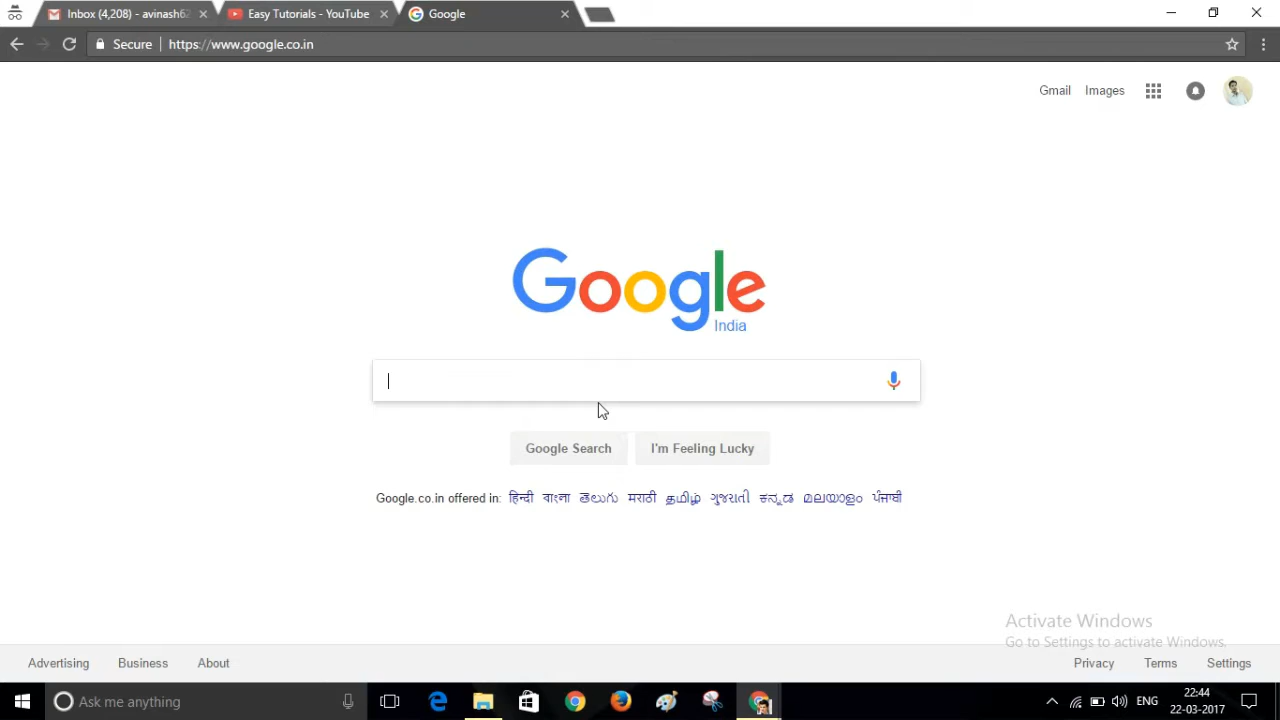 Inbox (4,208) - avinash62
Easy Tutorials - YouTube
Google
Secure
https://www.google.co.in
Gmail
Images
Google
India
Google Search
I'm Feeling Lucky
Google.co.in offered in: हिन्दी বাংলা తెలుగు मराठी தமிழ் ગુજરાતી ಕನ್ನಡ മലയാളം ਪੰਜਾਬੀ
Activate Windows
Go to Settings to activate Windows.
Advertising
Business
About
Privacy
Terms
Settings
Ask me anything
ENG
22:44
22-03-2017